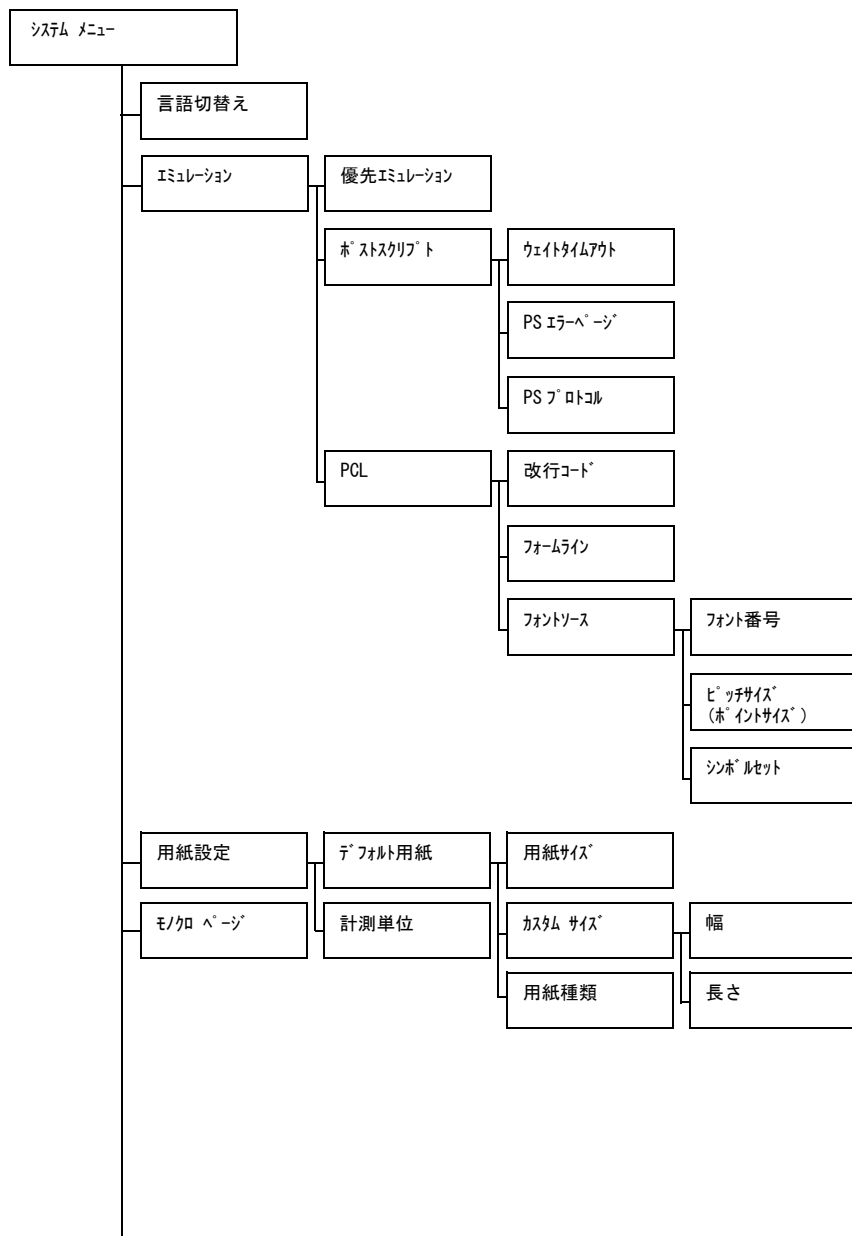 ｼｽﾃﾑ ﾒﾆｭｰ
言語切替え
ｴﾐｭﾚｰｼｮﾝ
優先ｴﾐｭﾚｰｼｮﾝ
ﾎﾟｽﾄｽｸﾘﾌﾟﾄ
ｳｪｲﾄﾀｲﾑｱｳﾄ
PS ｴﾗｰﾍﾟｰｼﾞ
PS ﾌﾟﾛﾄｺﾙ
PCL
改行ｺｰﾄﾞ
ﾌｫｰﾑﾗｲﾝ
ﾌｫﾝﾄｿｰｽ
ﾌｫﾝﾄ番号
ﾋﾟｯﾁｻｲｽﾞ
(ﾎﾟｲﾝﾄｻｲｽﾞ)
ｼﾝﾎﾞﾙｾｯﾄ
用紙設定
ﾃﾞﾌｫﾙﾄ用紙
用紙ｻｲｽﾞ
ﾓﾉｸﾛ ﾍﾟｰｼﾞ
計測単位
ｶｽﾀﾑ ｻｲｽﾞ
幅
用紙種類
長さ